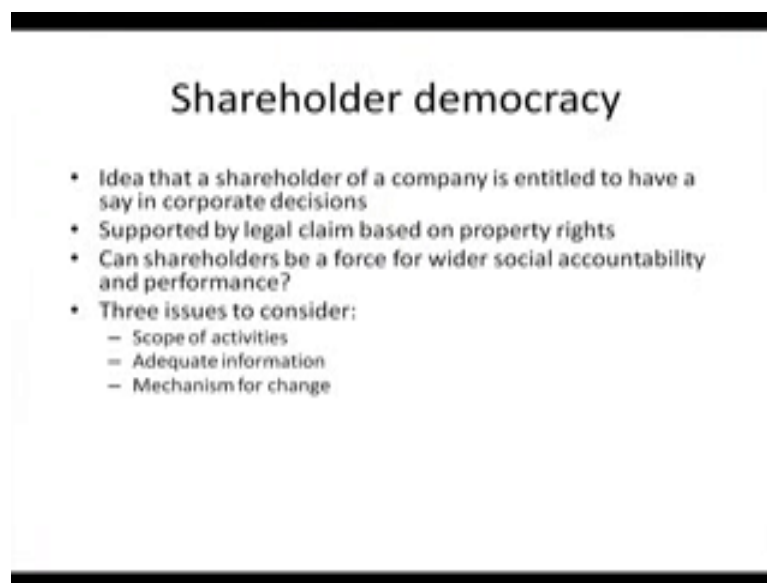 Shareholder democracy
• Idea that a shareholder of a company is entitled to have a
say in corporate decisions
• Supported by legal claim based on property rights
• Can shareholders be a force for wider social accountability
and performance?
• Three issues to consider:
– Scope of activities
– Adequate information
– Mechanism for change